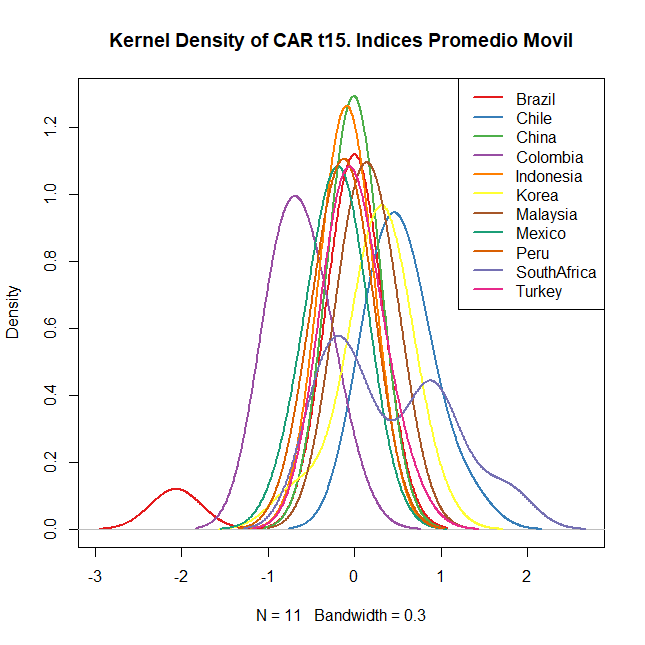 Kernel Density of CAR t15. Indices Promedio Movil
Brazil
Chile
China
Colombia
Indonesia
Korea
Malaysia
Mexico
Peru
SouthAfrica
Turkey
Density
0.0
0.2
0.4
0.6
0.8
1.0
1.2
-3 -2 -1 0 1 2
N = 11 Bandwidth = 0.3